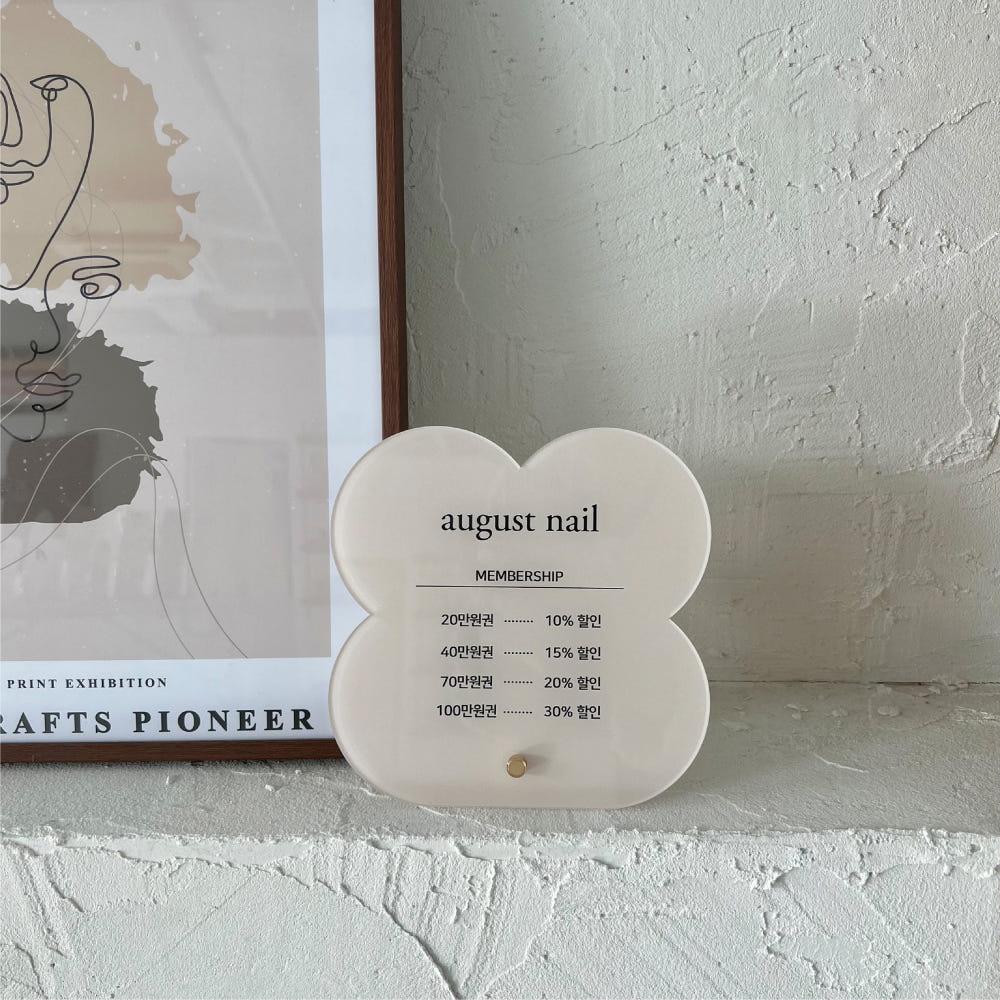 PRINT EXHIBITION
RAFTS PIONEER
august nail
MEMBERSHIP
20만원권 ········ 10% 할인
40만원권 ········ 15% 할인
70만원권 ········ 20% 할인
100만원권 ········ 30% 할인